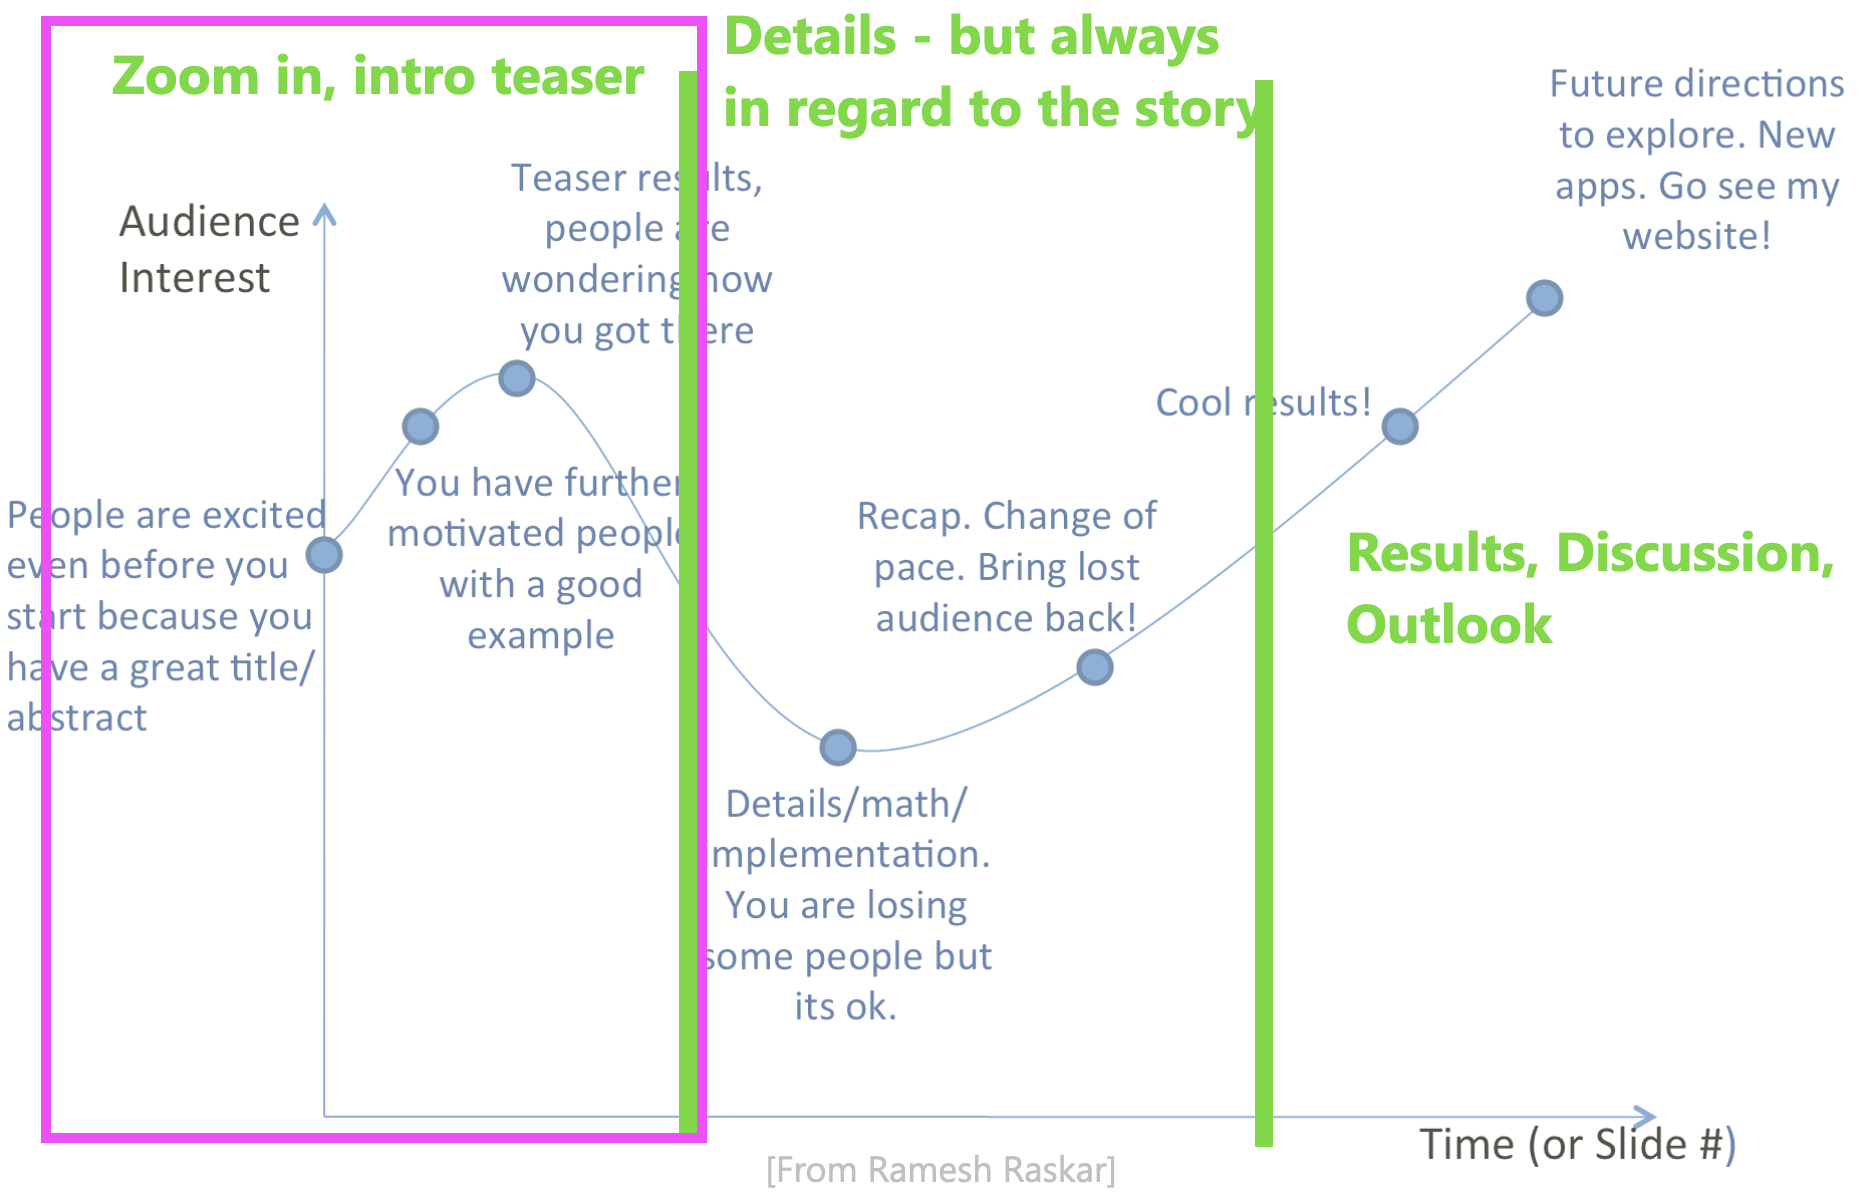 Zoom in, intro teaser
Details - but always
in regard to the story
Future directions
to explore. New
apps. Go see my
website!
Audience
Interest
Teaser results,
people are
wondering how
you got there
Cool results!
People are excited
even before you
start because you
have a great title/
abstract
You have further
motivated people
with a good
example
Recap. Change of
pace. Bring lost
audience back!
Results, Discussion,
Outlook
Details/math/
implementation.
You are losing
some people but
its ok.
Time (or Slide #)
[From Ramesh Raskar]